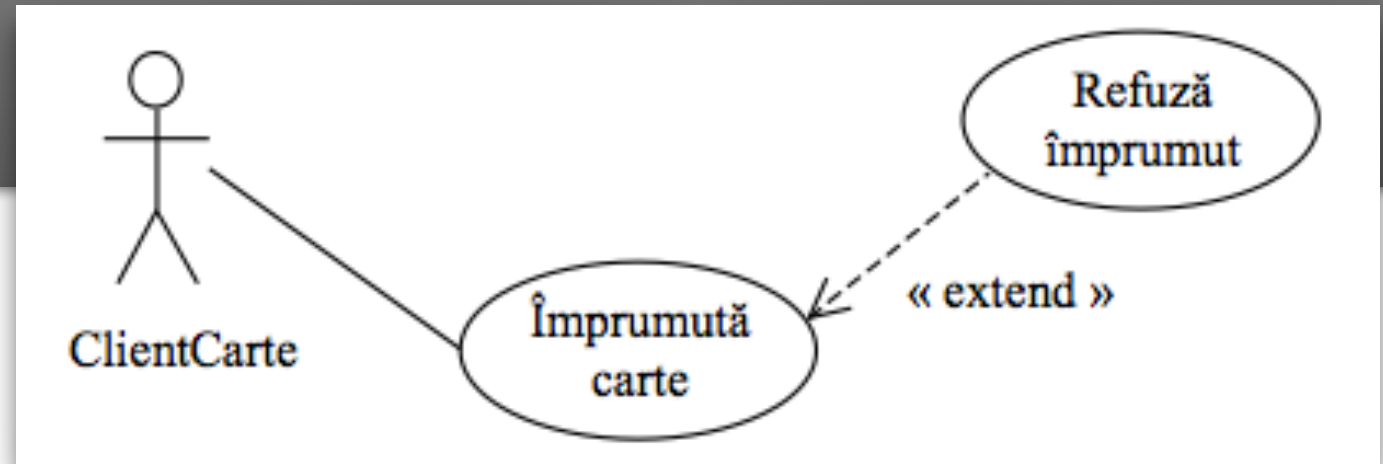 Refuză
împrumut
« extend »
Împrumută
carte
ClientCarte